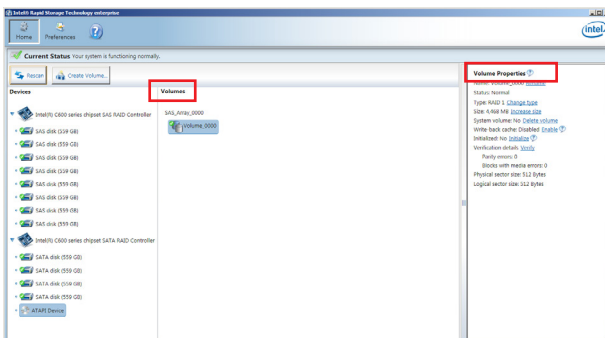 Intel® Rapid Storage Technology enterprise
Home
Preferences
intel
Current Status Your system is functioning normally.
Rescan
Create Volume...
Devices
Intel(R) C600 series chipset SAS RAID Controller
SAS disk (559 GB)
SAS disk (559 GB)
SAS disk (559 GB)
SAS disk (559 GB)
SAS disk (559 GB)
SAS disk (559 GB)
SAS disk (559 GB)
SAS disk (559 GB)
Intel(R) C600 series chipset SATA RAID Controller
SATA disk (559 GB)
SATA disk (559 GB)
SATA disk (559 GB)
SATA disk (559 GB)
ATAPI Device
Volumes
SAS_Array_0000
Volume_0000
Volume Properties
Name: Volume_0000 Rename
Status: Normal
Type: RAID 1 Change type
Size: 4,468 MB Increase size
System volume: No Delete volume
Write-back cache: Disabled Enable
Initialized: No Initialize
Verification details Verify
Parity errors: 0
Blocks with media errors: 0
Physical sector size: 512 Bytes
Logical sector size: 512 Bytes